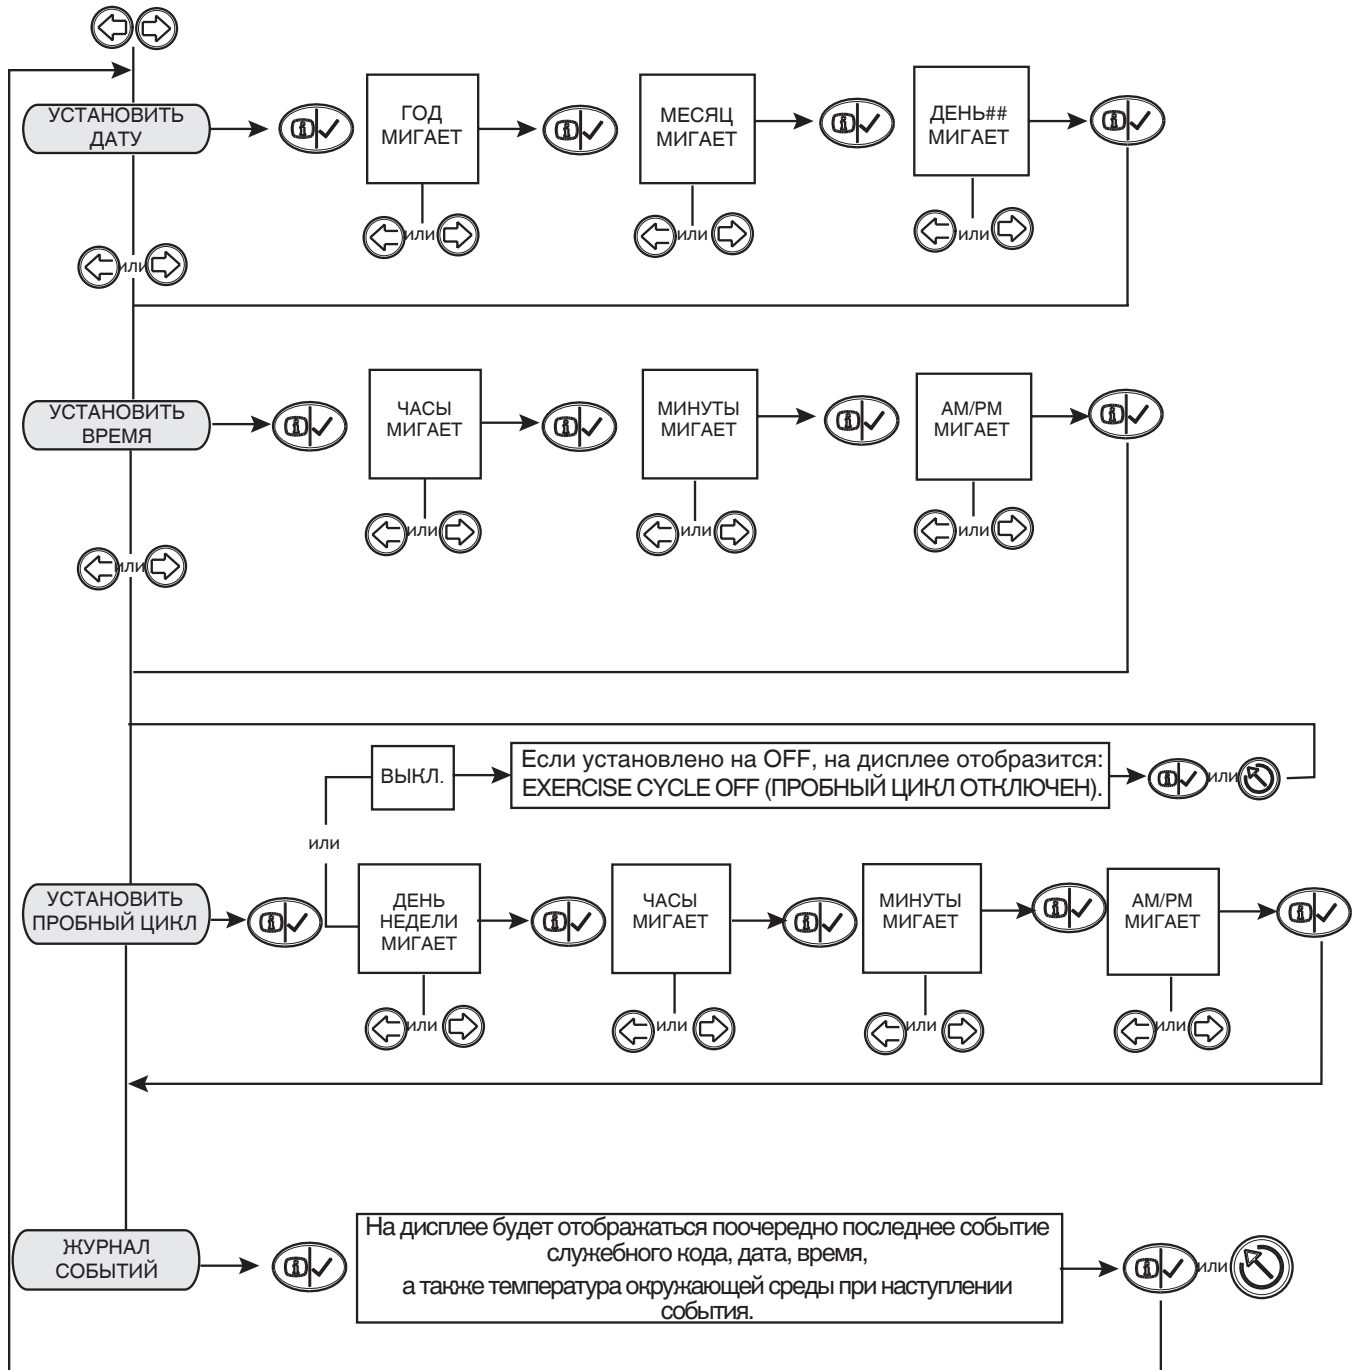 УСТАНОВИТЬ
ДАТУ
ГОД
МИГАЕТ
МЕСЯЦ
МИГАЕТ
ДЕНЬ##
МИГАЕТ
или
или
или
или
УСТАНОВИТЬ
ВРЕМЯ
ЧАСЫ
МИГАЕТ
МИНУТЫ
МИГАЕТ
AM/PM
МИГАЕТ
или
или
или
или
ВЫКЛ.
Если установлено на OFF, на дисплее отобразится:
EXERCISE CYCLE OFF (ПРОБНЫЙ ЦИКЛ ОТКЛЮЧЕН).
или
или
УСТАНОВИТЬ
ПРОБНЫЙ ЦИКЛ
ДЕНЬ
НЕДЕЛИ
МИГАЕТ
ЧАСЫ
МИГАЕТ
МИНУТЫ
МИГАЕТ
AM/PM
МИГАЕТ
или
или
или
или
ЖУРНАЛ
СОБЫТИЙ
На дисплее будет отображаться поочередно последнее событие
служебного кода, дата, время,
а также температура окружающей среды при наступлении
события.
или